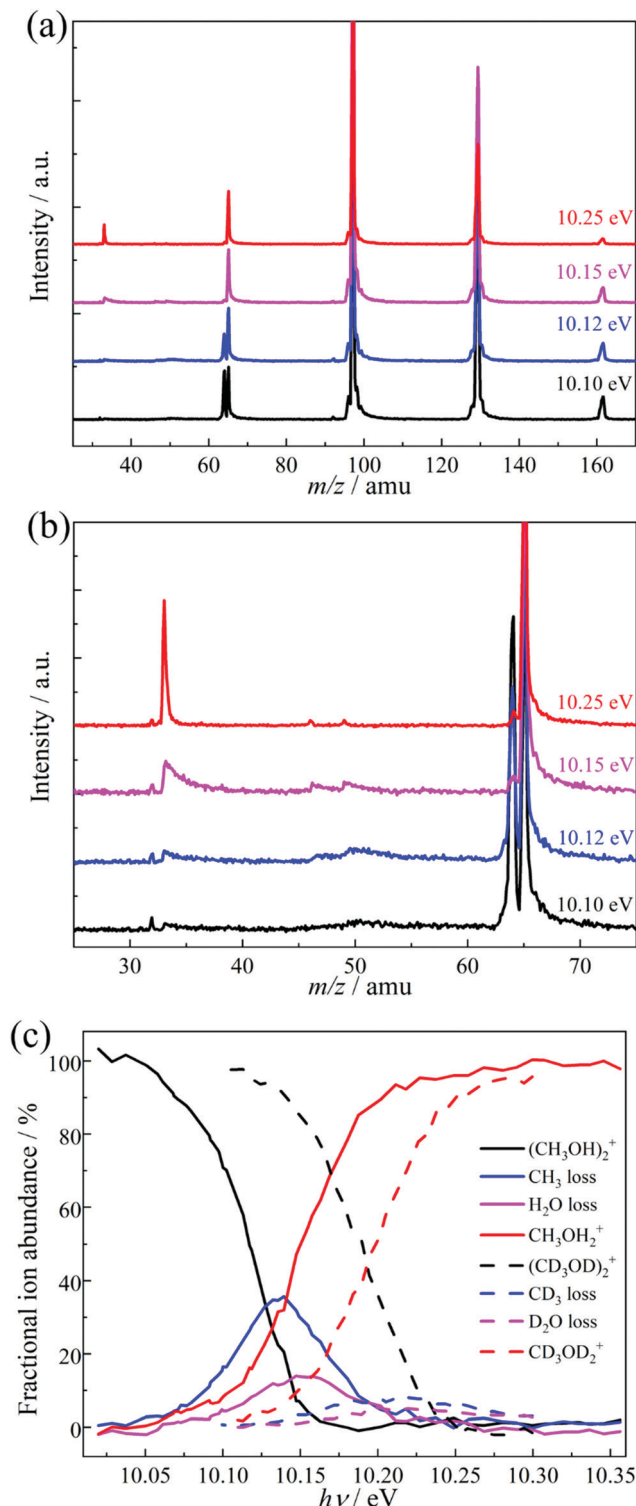 (a)
Intensity / a.u.
10.25 eV
10.15 eV
10.12 eV
10.10 eV
40 60 80 100 120 140 160
m/z / amu
(b)
Intensity / a.u.
10.25 eV
10.15 eV
10.12 eV
10.10 eV
30 40 50 60 70
m/z / amu
(c)
Fractional ion abundance / %
100
80
60
40
20
0
(CH₃OH)₂⁺
CH₃ loss
H₂O loss
CH₃OH₂⁺
(CD₃OD)₂⁺
CD₃ loss
D₂O loss
CD₃OD₂⁺
10.05 10.10 10.15 10.20 10.25 10.30 10.35
hν / eV